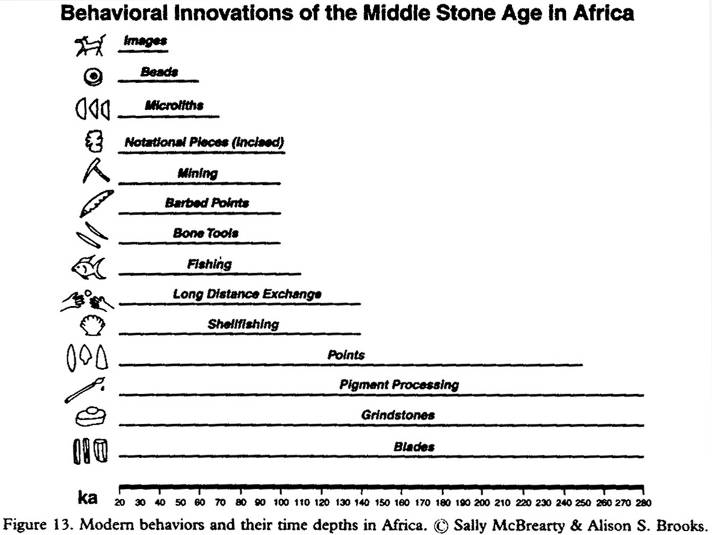 Behavioral Innovations of the Middle Stone Age in Africa
Images
Beads
Microliths
Notational Pieces (Incised)
Mining
Barbed Points
Bone Tools
Fishing
Long Distance Exchange
Shellfishing
Points
Pigment Processing
Grindstones
Blades
ka
20 30 40 50 60 70 80 90 100 110 120 130 140 150 160 170 180 190 200 210 220 230 240 250 260 270 280
Figure 13. Modern behaviors and their time depths in Africa. © Sally McBrearty & Alison S. Brooks.